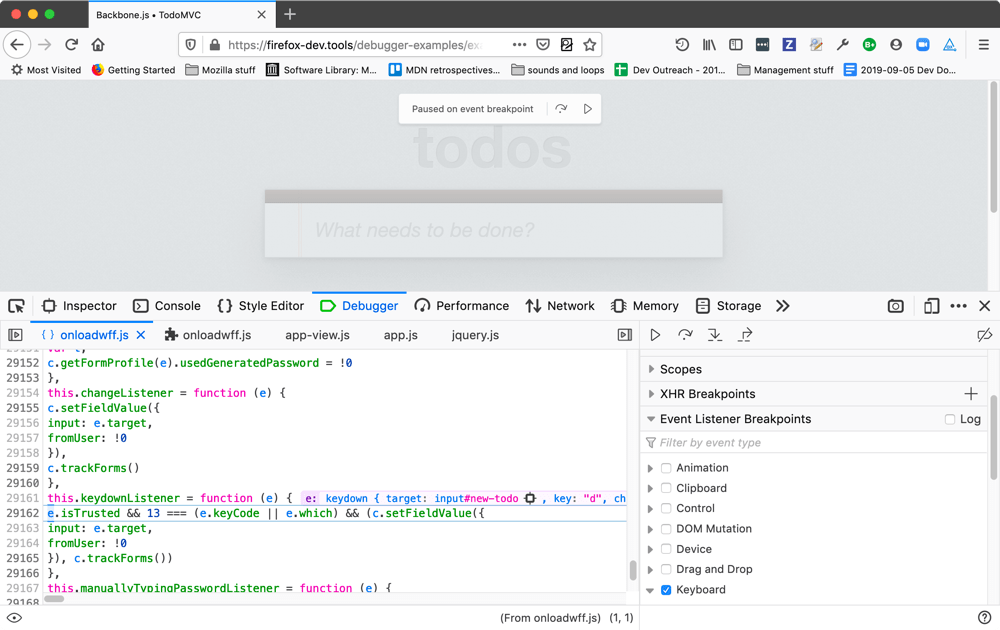 Backbone.js • TodoMVC
https://firefox-dev.tools/debugger-examples/ex
Most Visited Getting Started Mozilla stuff Software Library: M... MDN retrospectives... sounds and loops Dev Outreach - 201... Management stuff 2019-09-05 Dev Do...
Paused on event breakpoint
todos
What needs to be done?
Inspector Console Style Editor Debugger Performance Network Memory Storage
onloadwff.js onloadwff.js app-view.js app.js jquery.js
29152 c.getFormProfile(e).usedGeneratedPassword = !0
29153 },
29154 this.changeListener = function (e) {
29155 c.setFieldValue({
29156 input: e.target,
29157 fromUser: !0
29158 }),
29159 c.trackForms()
29160 },
29161 this.keydownListener = function (e) { e: keydown { target: input#new-todo , key: "d", ch
29162 e.isTrusted && 13 === (e.keyCode || e.which) && (c.setFieldValue({
29163 input: e.target,
29164 fromUser: !0
29165 }), c.trackForms())
29166 },
29167 this.manuallyTypingPasswordListener = function (e) {
29168
Scopes
XHR Breakpoints
Event Listener Breakpoints Log
Filter by event type
Animation
Clipboard
Control
DOM Mutation
Device
Drag and Drop
Keyboard
(From onloadwff.js) (1, 1)